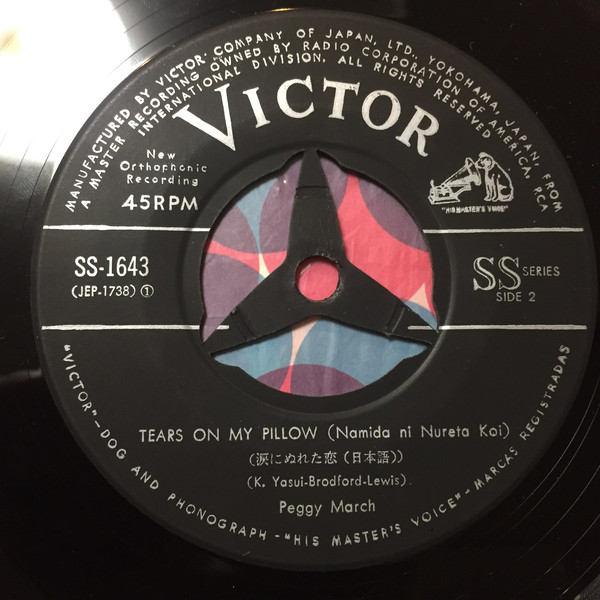 MANUFACTURED BY VICTOR COMPANY OF JAPAN, LTD., YOKOHAMA, JAPAN, FROM
A MASTER RECORDING OWNED BY RADIO CORPORATION OF AMERICA, RCA
INTERNATIONAL DIVISION, ALL RIGHTS RESERVED
VICTOR
New
Orthophonic
Recording
45RPM
"HIS MASTER'S VOICE"
SS-1643
(JEP-1738) ①
SS SERIES
SIDE 2
TEARS ON MY PILLOW (Namida ni Nureta Koi)
(涙にぬれた恋 (日本語))
(K. Yasui-Brodford-Lewis).
Peggy March
"VICTOR"-DOG AND PHONOGRAPH-"HIS MASTER'S VOICE"-MARCAS REGISTRADAS